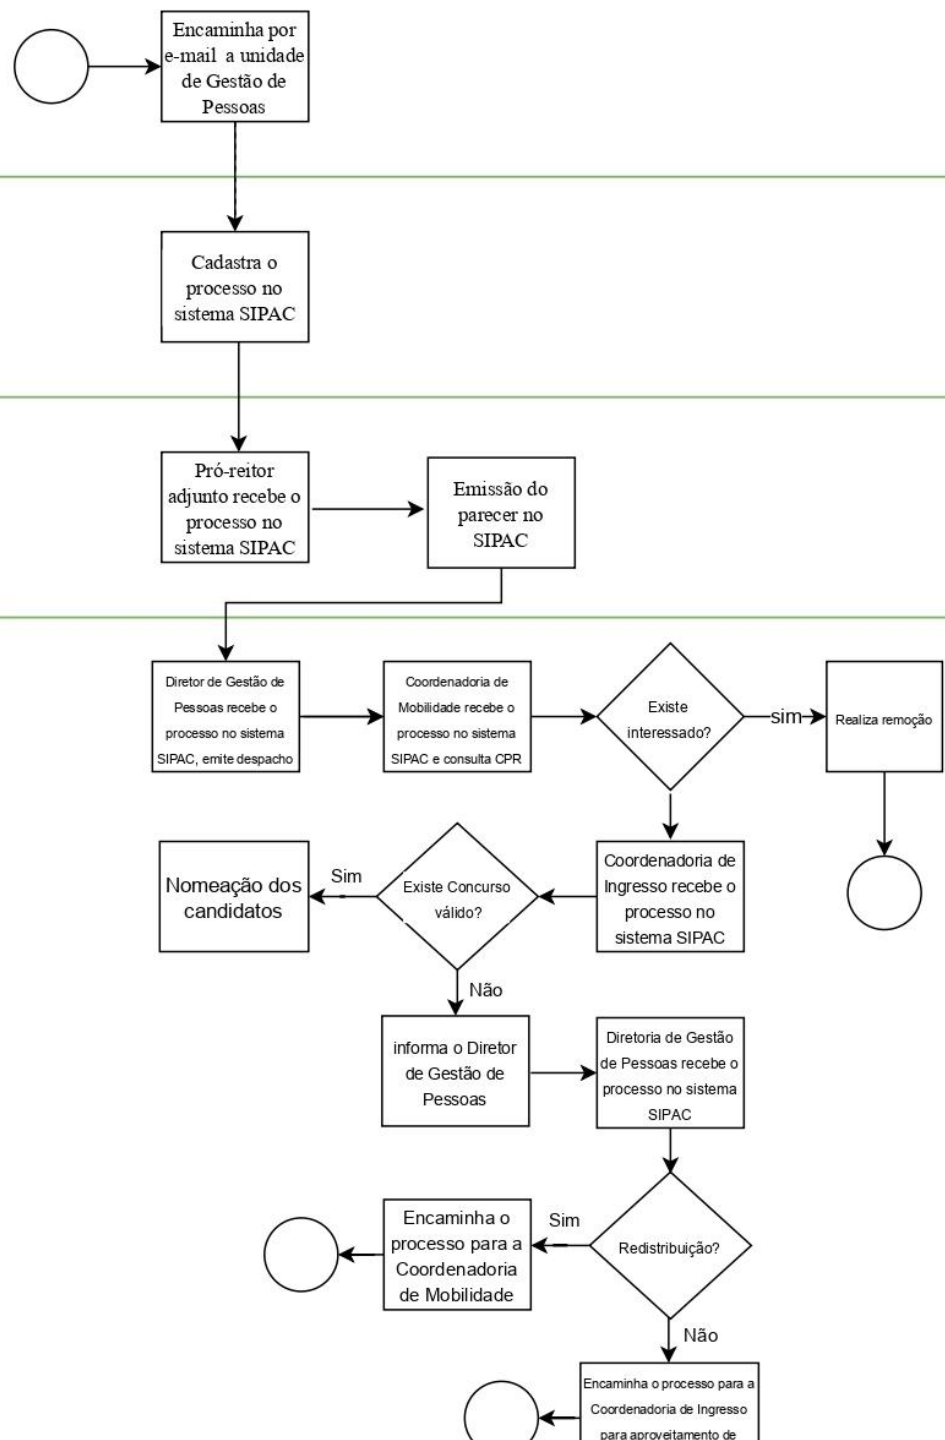 Encaminha por
e-mail a unidade
de Gestão de
Pessoas
Cadastra o
processo no
sistema SIPAC
Pró-reitor
adjunto recebe o
processo no
sistema SIPAC
Emissão do
parecer no
SIPAC
Diretor de Gestão de
Pessoas recebe o
processo no sistema
SIPAC, emite despacho
Coordenadoria de
Mobilidade recebe o
processo no sistema
SIPAC e consulta CPR
Existe
interessado?
sim
Realiza remoção
Coordenadoria de
Ingresso recebe o
processo no
sistema SIPAC
Existe Concurso
válido?
Sim
Nomeação dos
candidatos
Não
informa o Diretor
de Gestão de
Pessoas
Diretoria de Gestão
de Pessoas recebe o
processo no sistema
SIPAC
Redistribuição?
Sim
Encaminha o
processo para a
Coordenadoria
de Mobilidade
Não
Encaminha o processo para a
Coordenadoria de Ingresso
para aproveitamento de